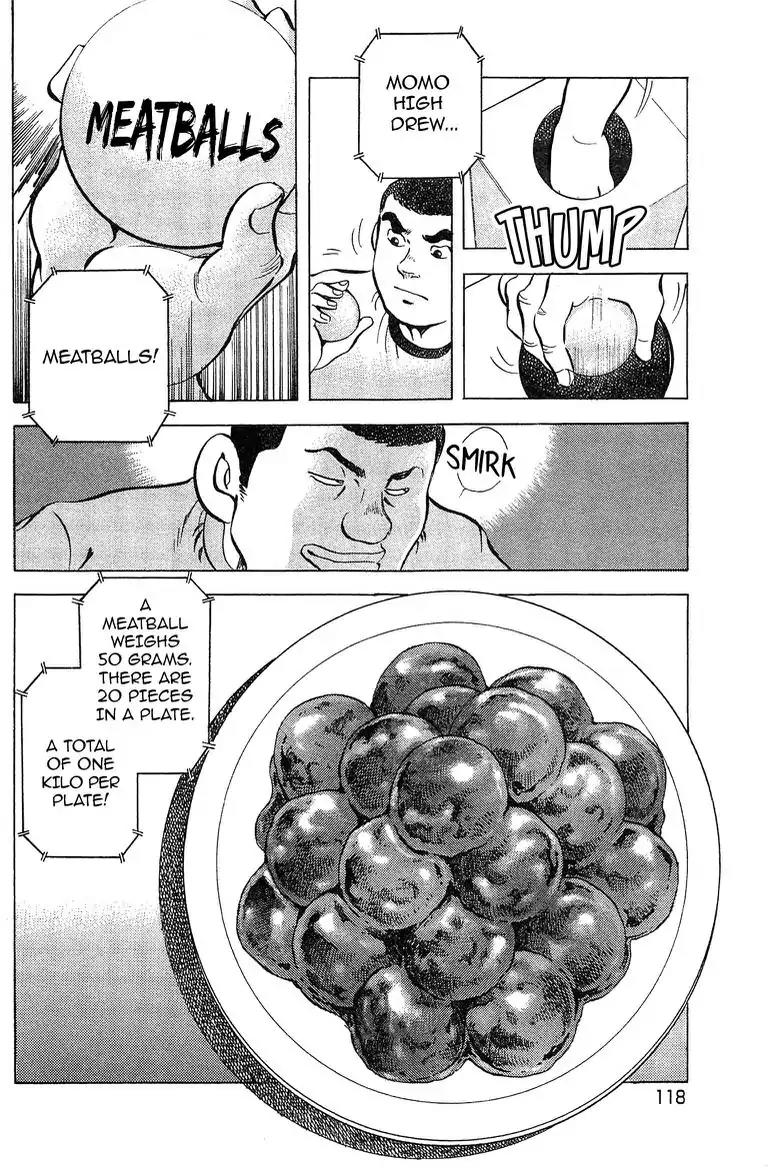 THUMP
MOMO
HIGH
DREW...
MEATBALLS
MEATBALLS!
SMIRK
A
MEATBALL
WEIGHS
50 GRAMS.
THERE ARE
20 PIECES
IN A PLATE.
A TOTAL
OF ONE
KILO PER
PLATE!
118